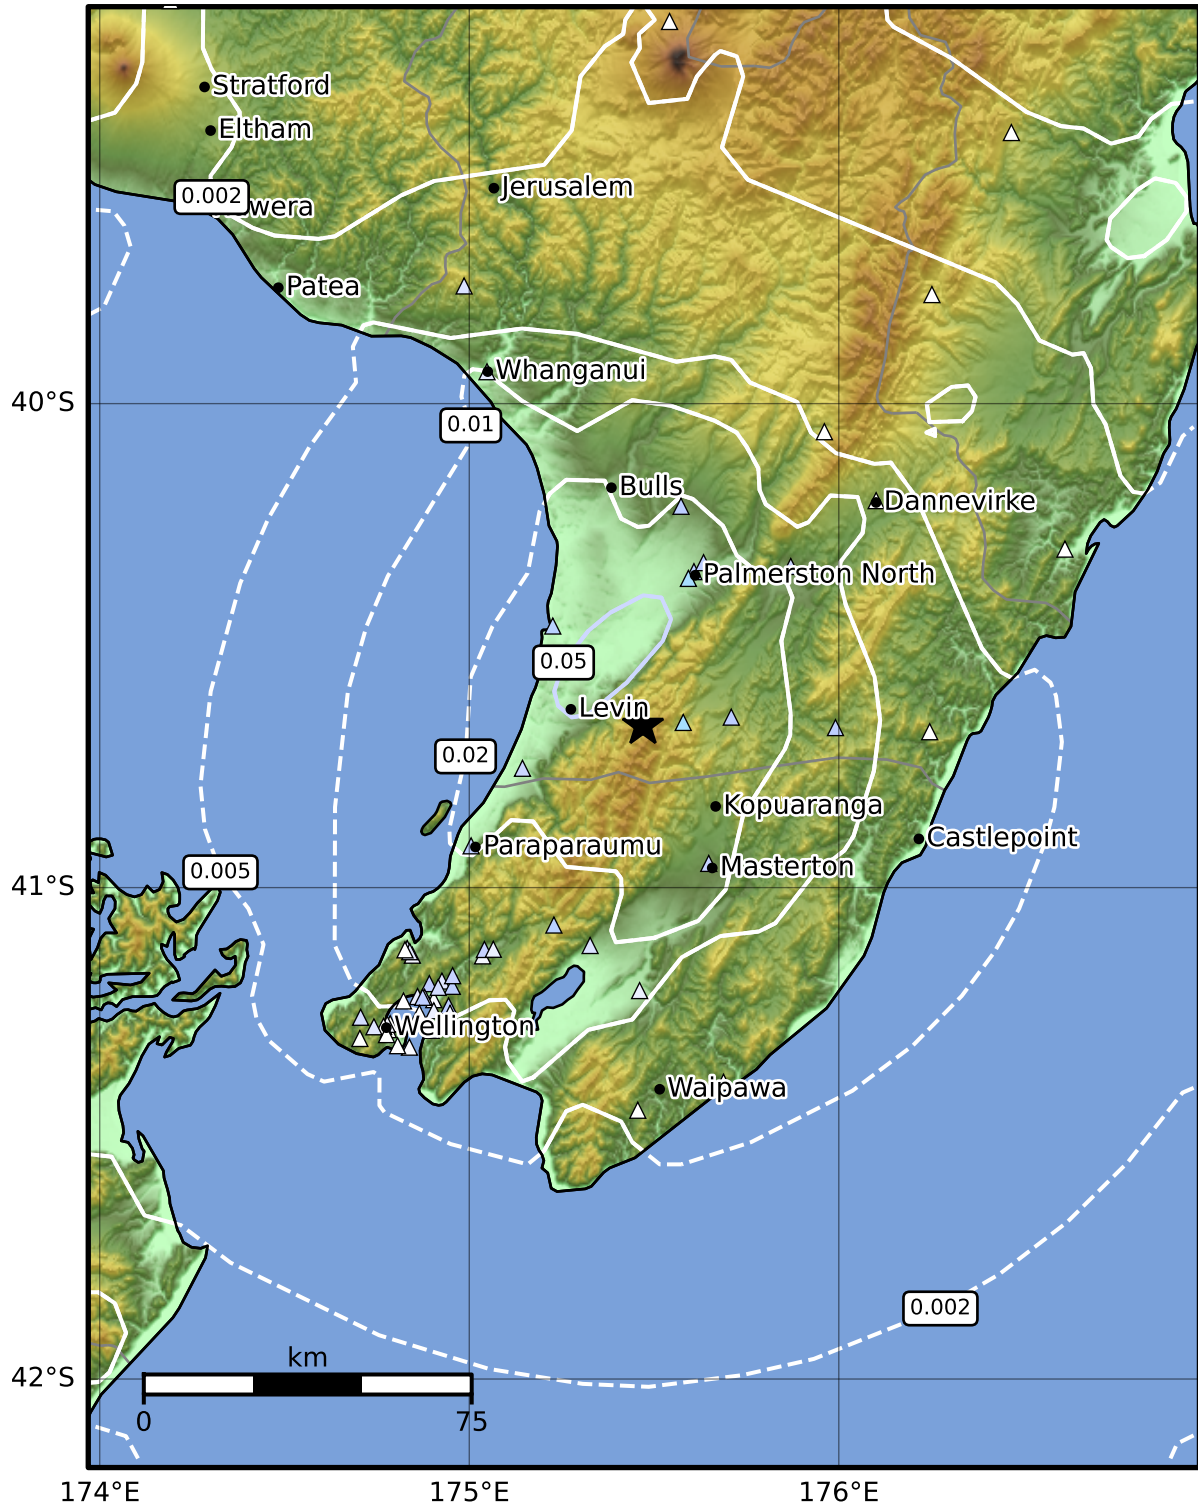 Stratford
Eltham
0.002
Jerusalem
Patea
Whanganui
40°S
0.01
Bulls
Dannevirke
Palmerston North
0.05
Levin
0.02
Kopuaranga
Castlepoint
Paraparaumu
Masterton
0.005
41°S
Wellington
Waipawa
0.002
km
42°S
0
75
174°E
175°E
176°E